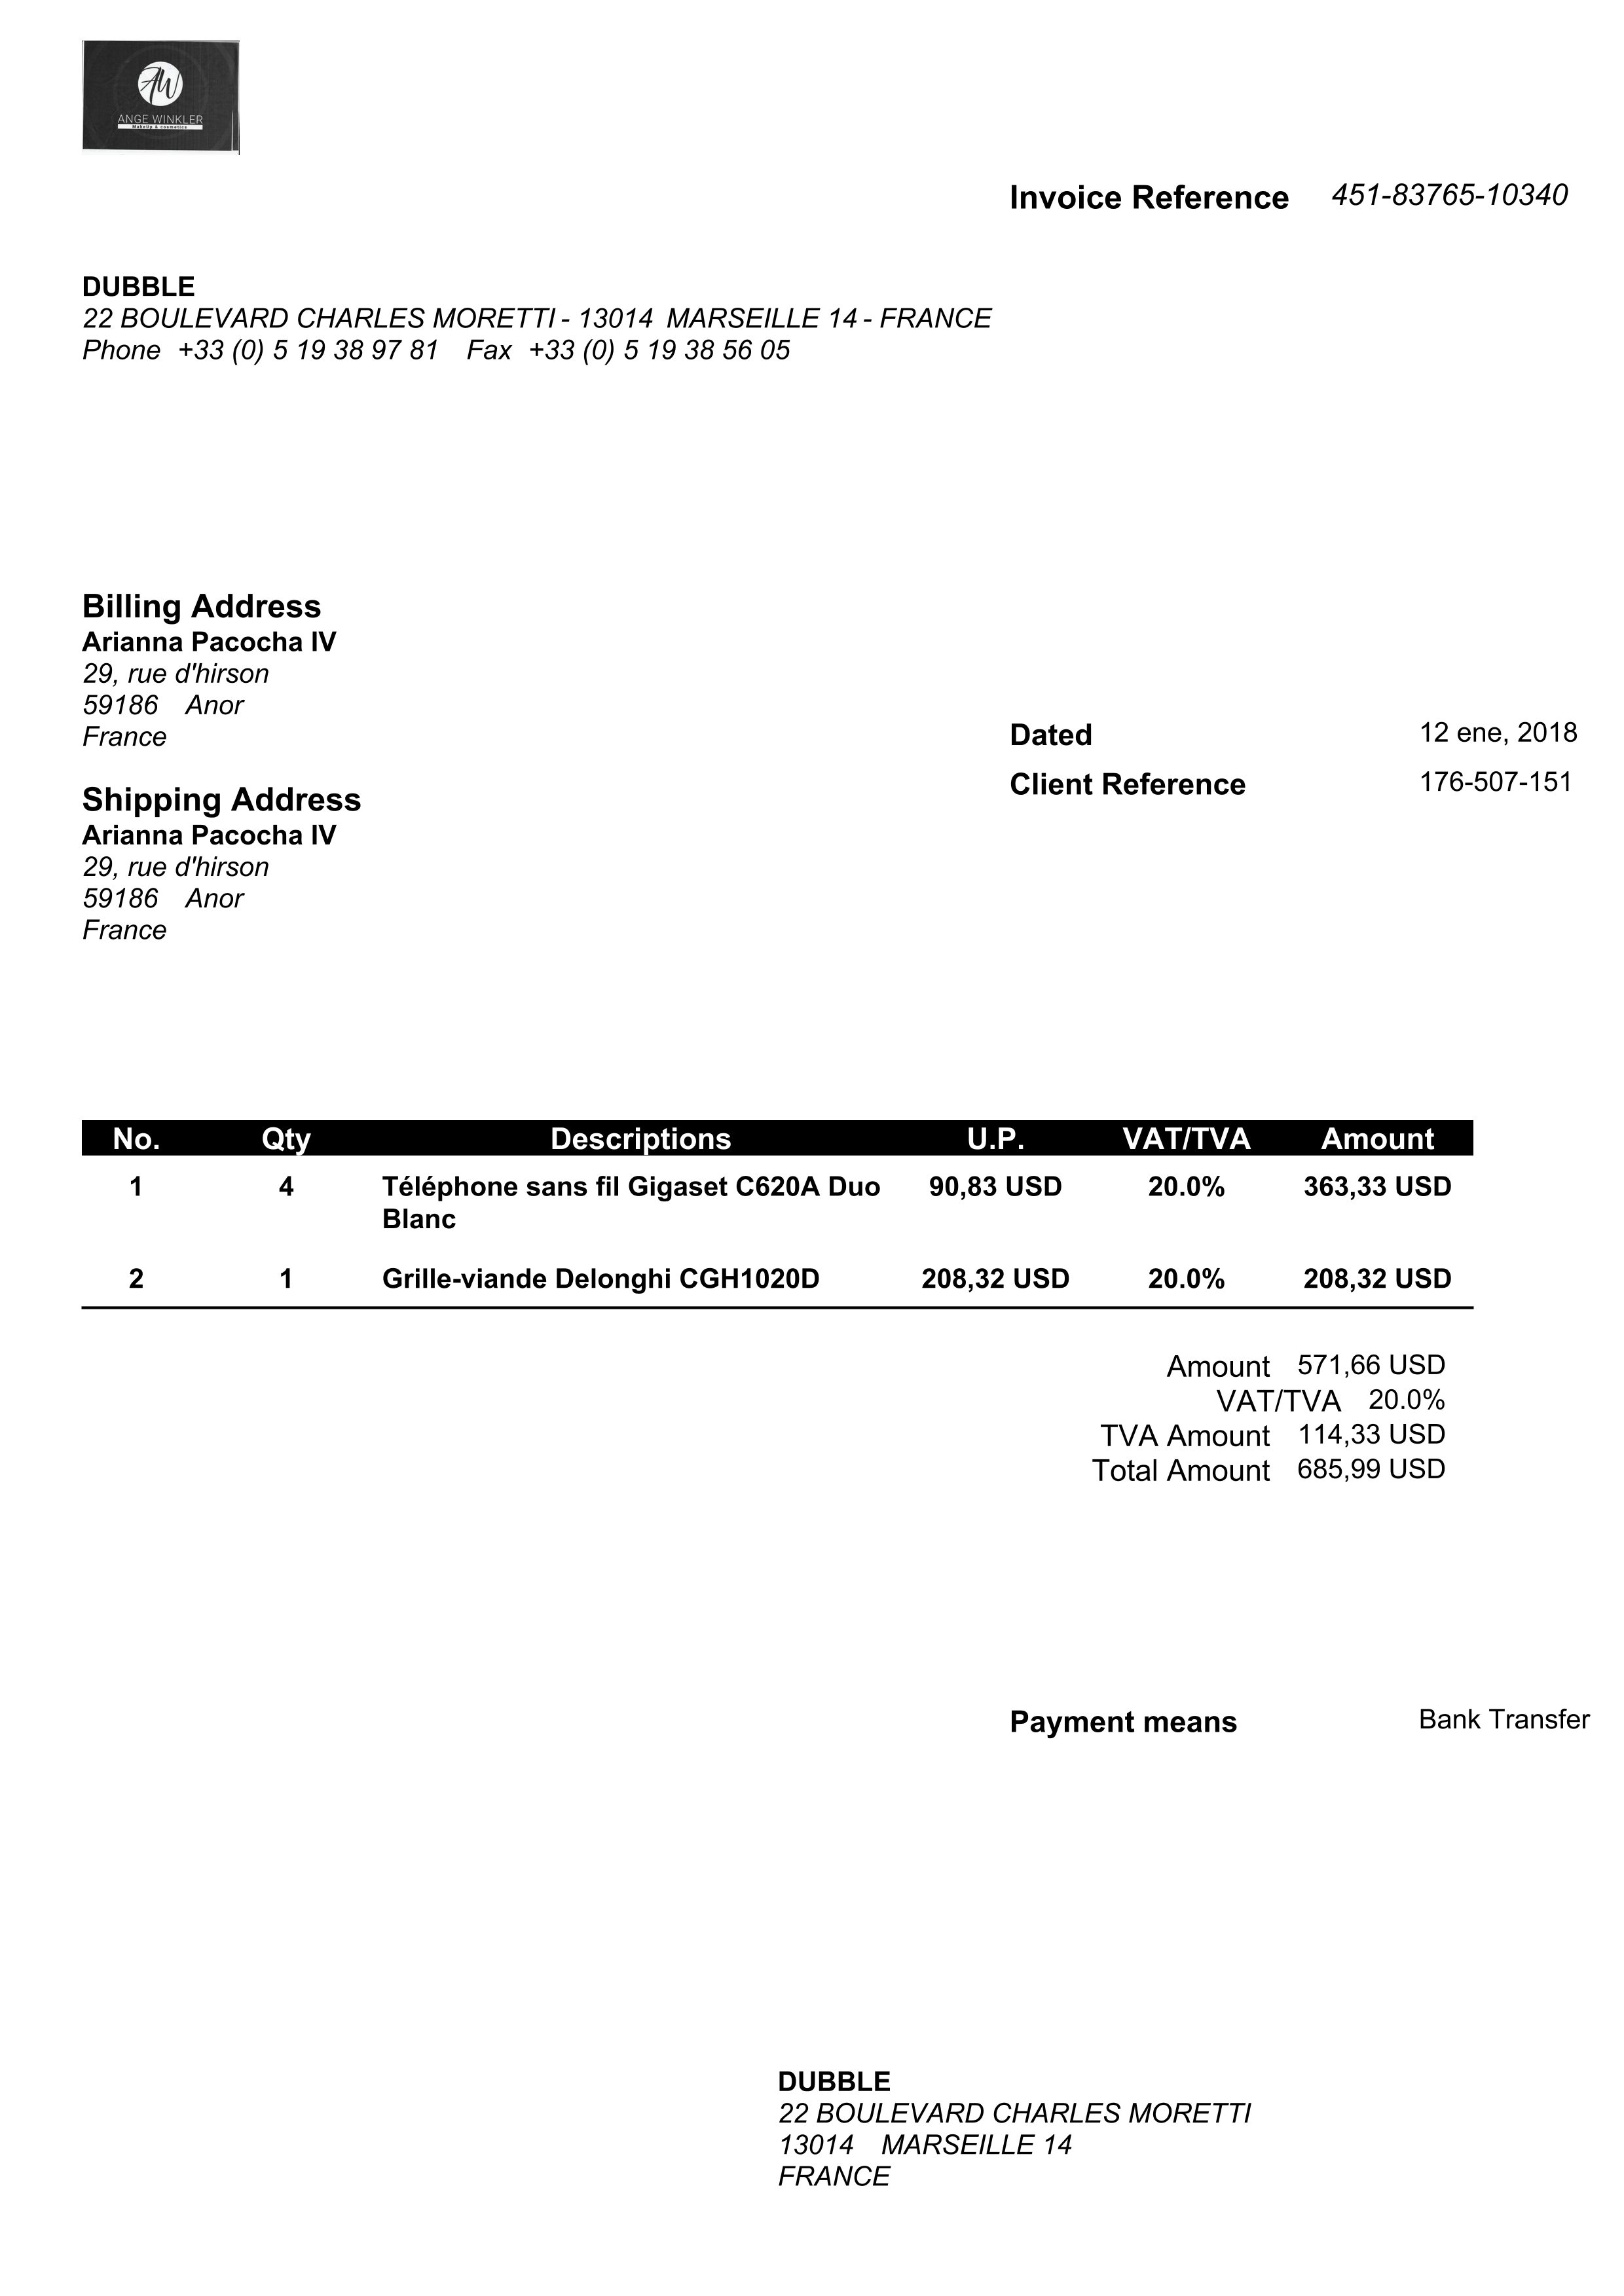 AW
ANGE WINKLER
MakeUp & cosmetics
Invoice Reference 451-83765-10340
DUBBLE
22 BOULEVARD CHARLES MORETTI - 13014 MARSEILLE 14 - FRANCE
Phone +33 (0) 5 19 38 97 81 Fax +33 (0) 5 19 38 56 05
Billing Address
Arianna Pacocha IV
29, rue d'hirson
59186 Anor
France
Dated 12 ene, 2018
Client Reference 176-507-151
Shipping Address
Arianna Pacocha IV
29, rue d'hirson
59186 Anor
France
No. Qty Descriptions U.P. VAT/TVA Amount
1 4 Téléphone sans fil Gigaset C620A Duo 90,83 USD 20.0% 363,33 USD
Blanc
2 1 Grille-viande Delonghi CGH1020D 208,32 USD 20.0% 208,32 USD
Amount 571,66 USD
VAT/TVA 20.0%
TVA Amount 114,33 USD
Total Amount 685,99 USD
Payment means Bank Transfer
DUBBLE
22 BOULEVARD CHARLES MORETTI
13014 MARSEILLE 14
FRANCE